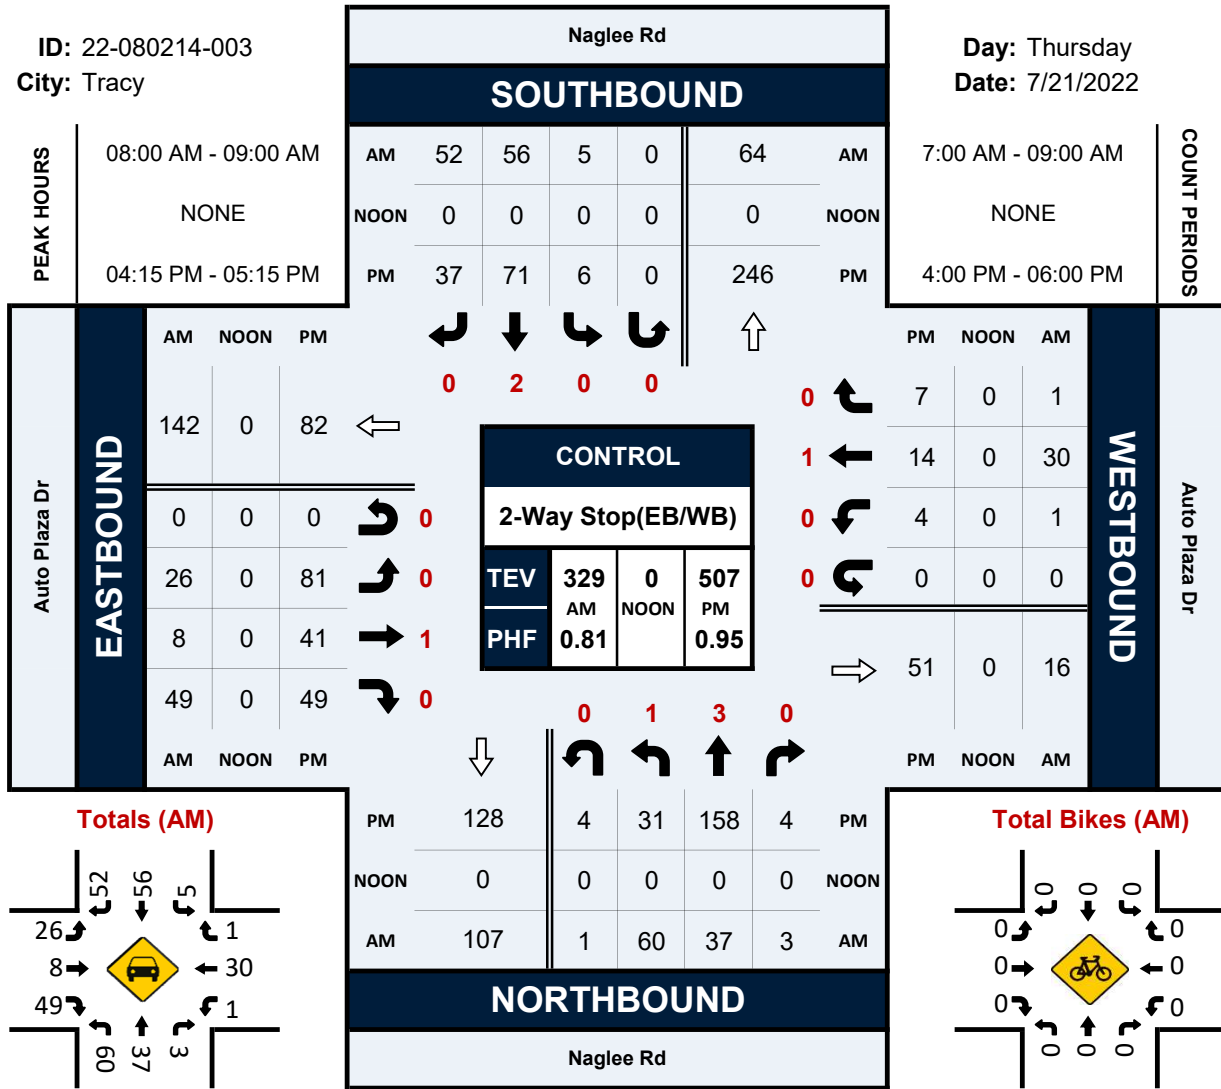 ID: 22-080214-003
City: Tracy
Naglee Rd
SOUTHBOUND
Day: Thursday
Date: 7/21/2022
PEAK HOURS
08:00 AM - 09:00 AM
NONE
04:15 PM - 05:15 PM
AM 52 56 5 0 64 AM
NOON 0 0 0 0 0 NOON
PM 37 71 6 0 246 PM
7:00 AM - 09:00 AM
NONE
4:00 PM - 06:00 PM
COUNT PERIODS
0 2 0 0
Auto Plaza Dr
EASTBOUND
AM NOON PM
142 0 82
0 0 0 0
26 0 81 0
8 0 41 1
49 0 49 0
AM NOON PM
CONTROL
2-Way Stop(EB/WB)
TEV 329 0 507
AM NOON PM
PHF 0.81 0.95
PM NOON AM
0 7 0 1
1 14 0 30
0 4 0 1
0 0 0 0
51 0 16
PM NOON AM
WESTBOUND
Auto Plaza Dr
0 1 3 0
PM 128 4 31 158 4 PM
NOON 0 0 0 0 0 NOON
AM 107 1 60 37 3 AM
NORTHBOUND
Naglee Rd
Totals (AM)
52 56 5
26 1
8 30
49 1
60 37 3
Total Bikes (AM)
0 0 0
0 0
0 0
0 0
0 0 0